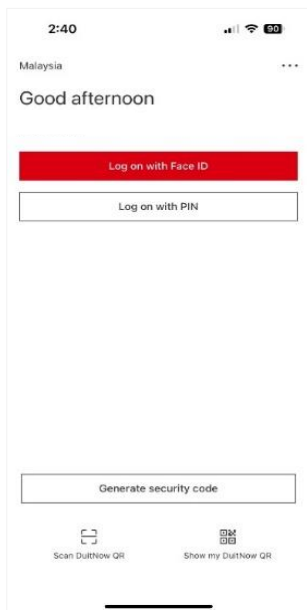 2:40
90
Malaysia
Good afternoon
Log on with Face ID
Log on with PIN
Generate security code
Scan DuitNow QR
Show my DuitNow QR